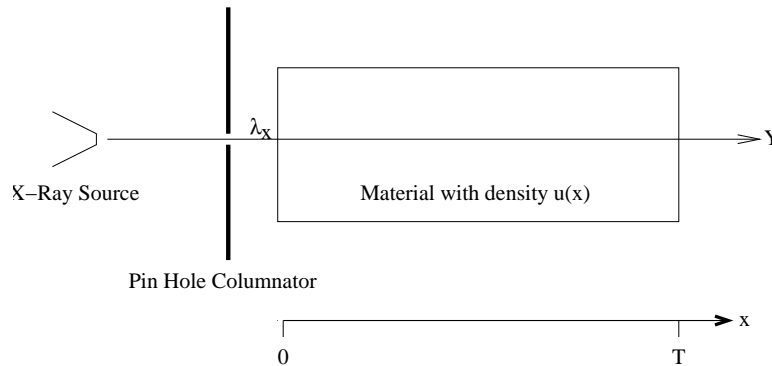 λx
Y
X−Ray Source
Material with density u(x)
Pin Hole Columnator
x
0
T